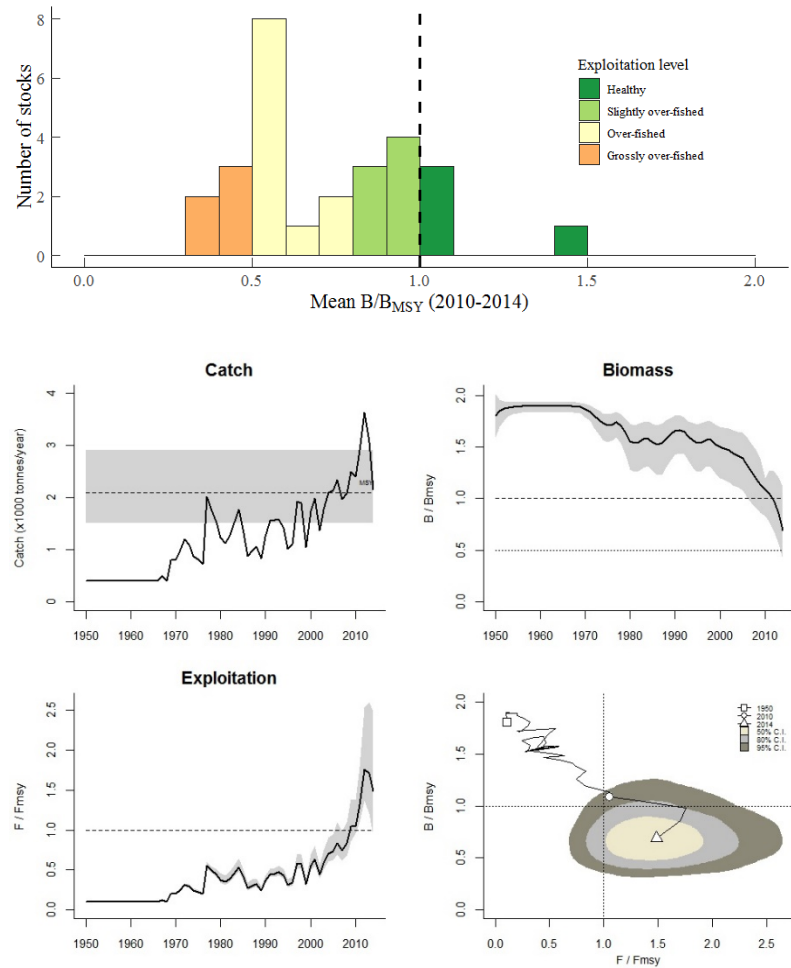 Number of stocks
8
6
4
2
0
0.0 0.5 1.0 1.5 2.0
Mean B/BMSY (2010-2014)
Exploitation level
Healthy
Slightly over-fished
Over-fished
Grossly over-fished
Catch
Catch (x1000 tonnes/year)
4
3
2
1
0
MSY
1950 1960 1970 1980 1990 2000 2010
Biomass
B / Bmsy
2.0
1.5
1.0
0.5
0.0
1950 1960 1970 1980 1990 2000 2010
Exploitation
F / Fmsy
2.5
2.0
1.5
1.0
0.5
0.0
1950 1960 1970 1980 1990 2000 2010
B / Bmsy
2.0
1.5
1.0
0.5
0.0
1950
2010
2014
50% C.I.
80% C.I.
95% C.I.
0.0 0.5 1.0 1.5 2.0 2.5
F / Fmsy